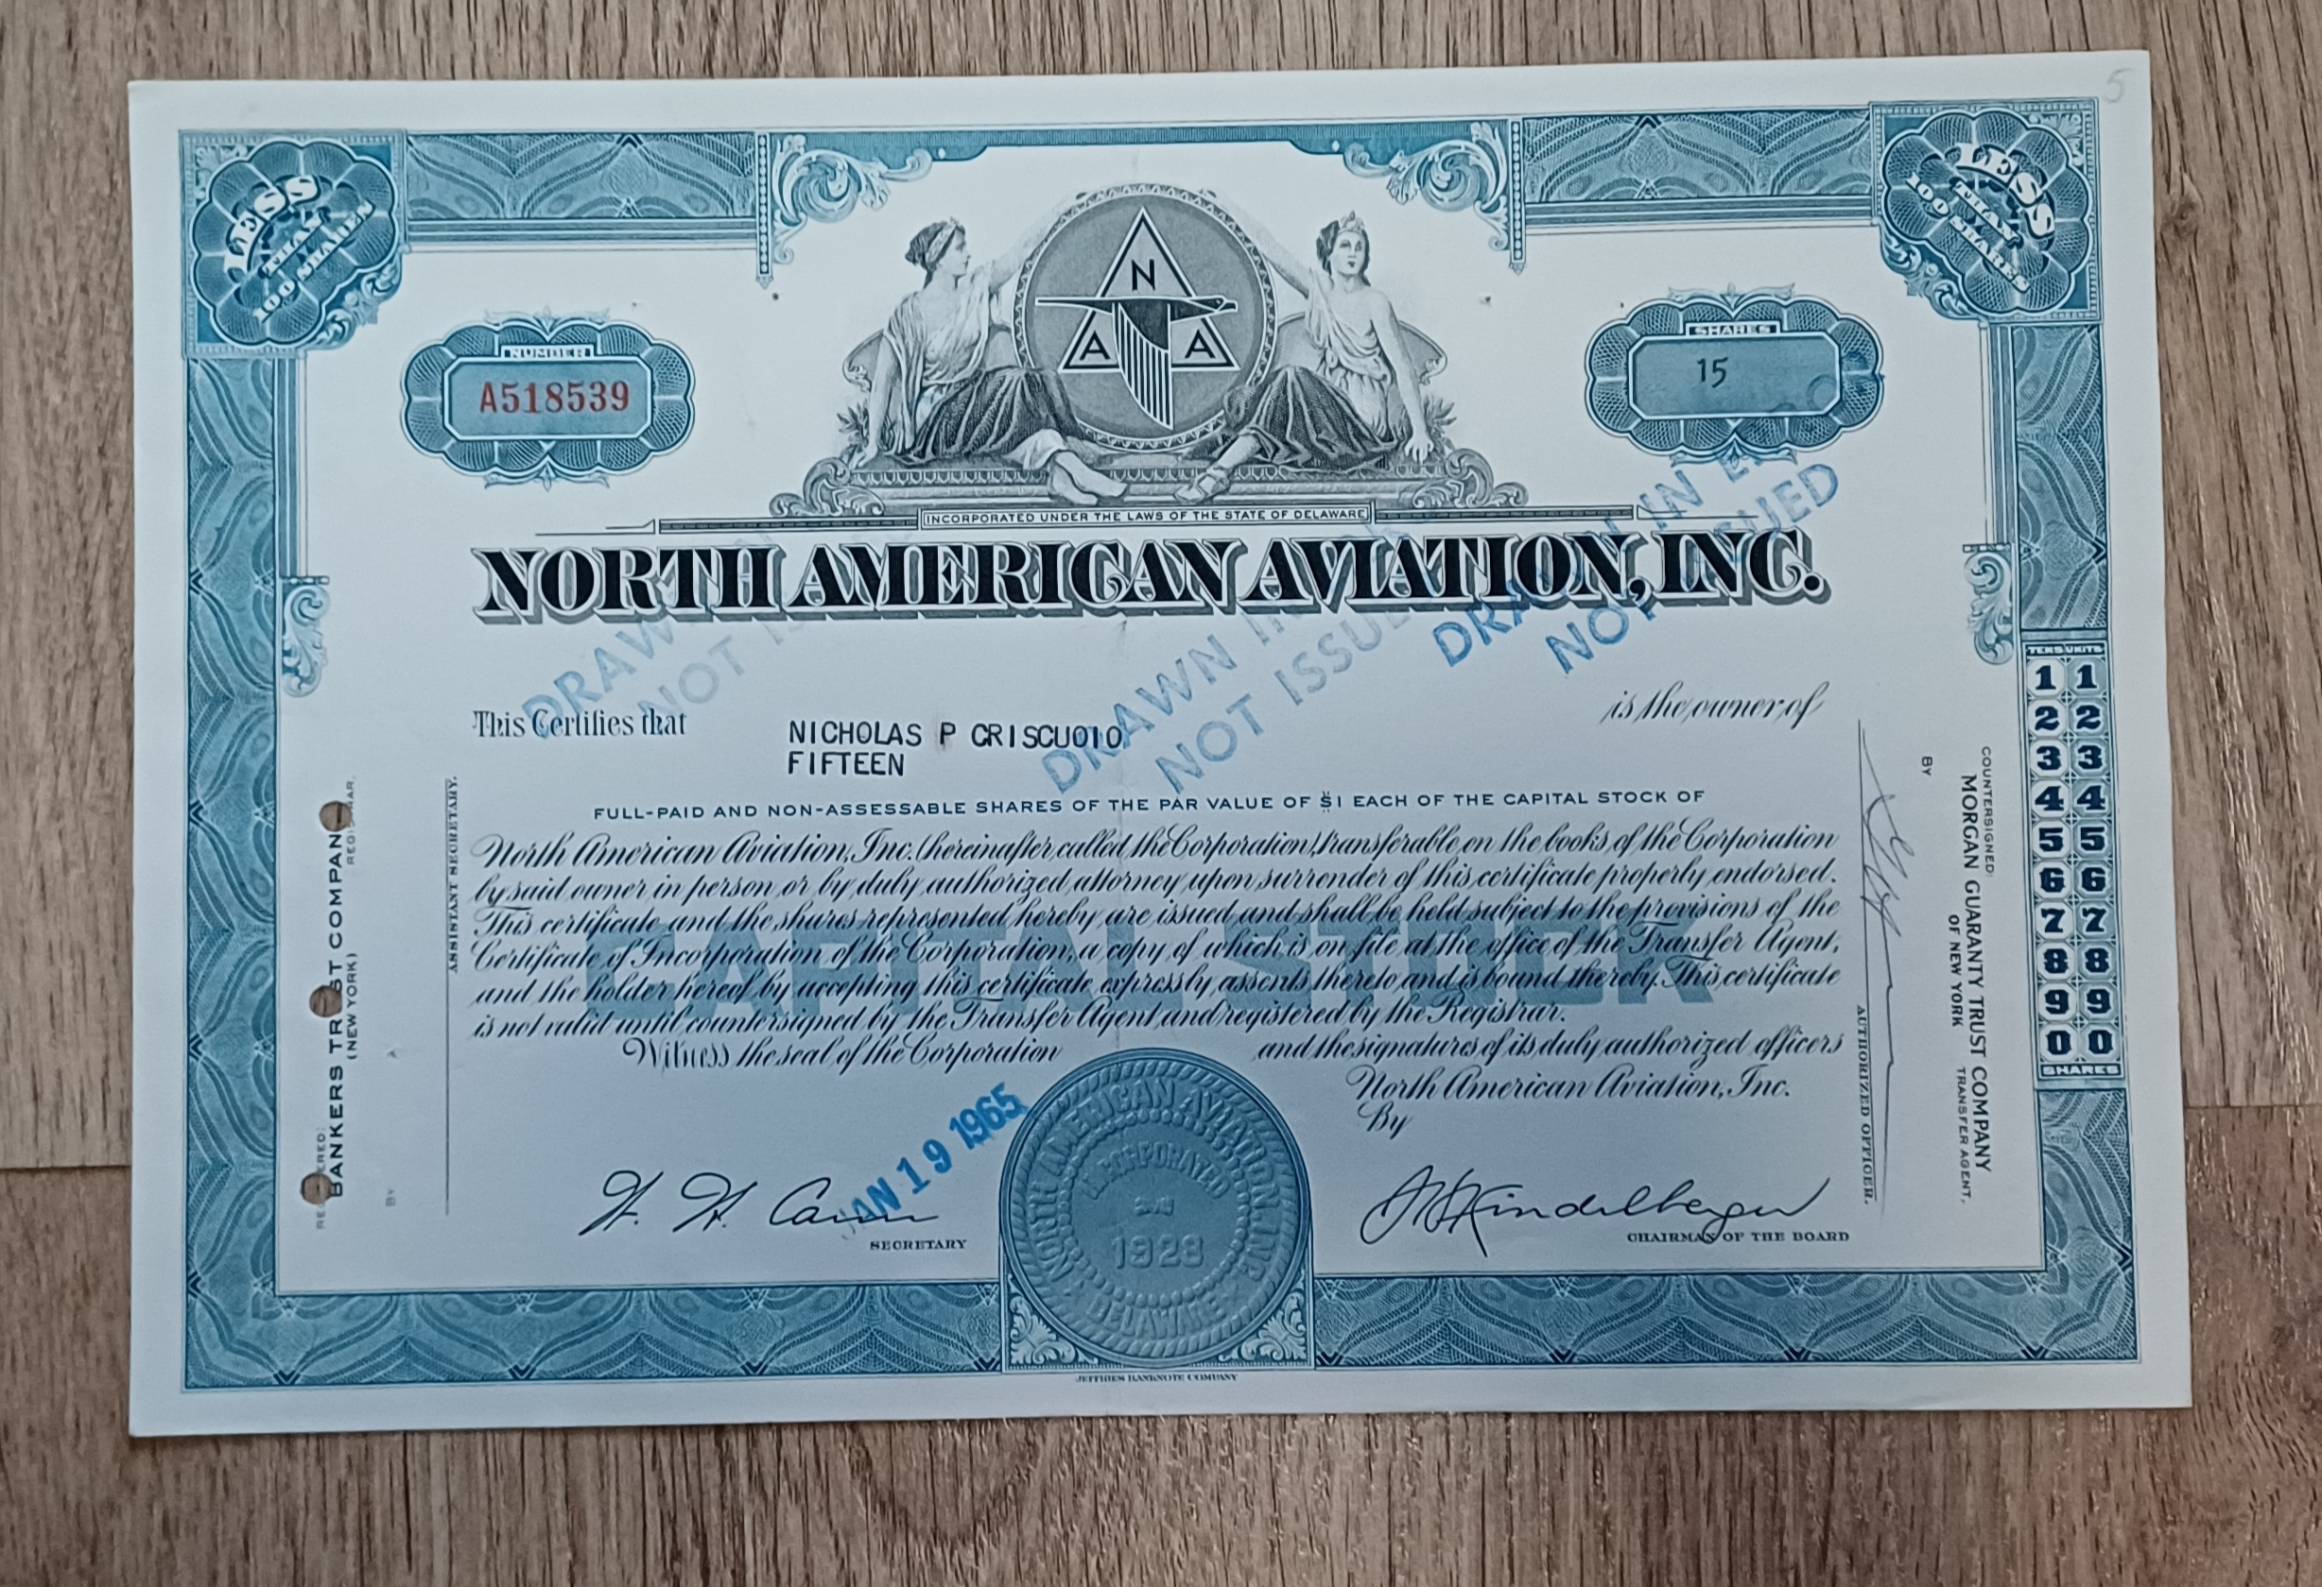 5
LESS
THAN
100 SHARES
LESS
THAN
100 SHARES
N
A A
NUMBER
A518539
SHARES
15
INCORPORATED UNDER THE LAWS OF THE STATE OF DELAWARE
NORTH AMERICAN AVIATION, INC.
DRAWN
NOT
DRAWN IN
NOT ISSUED
DRAWN IN
NOT ISSUED
This Certifies that
is the owner of
NICHOLAS P CRISCUOIO
FIFTEEN
FULL-PAID AND NON-ASSESSABLE SHARES OF THE PAR VALUE OF $1 EACH OF THE CAPITAL STOCK OF
North American Aviation, Inc. (hereinafter called the Corporation), transferable on the books of the Corporation
by said owner in person or by duly authorized attorney upon surrender of this certificate properly endorsed.
This certificate and the shares represented hereby are issued and shall be held subject to the provisions of the
Certificate of Incorporation of the Corporation, a copy of which is on file at the office of the Transfer Agent,
and the holder hereof by accepting this certificate expressly assents thereto and is bound thereby. This certificate
is not valid until countersigned by the Transfer Agent and registered by the Registrar.
CAPITAL STOCK
Witness the seal of the Corporation and the signatures of its duly authorized officers
North American Aviation, Inc.
By
JAN 19 1965
SECRETARY
CHAIRMAN OF THE BOARD
NORTH AMERICAN AVIATION, INC.
INCORPORATED
IN
1928
DELAWARE
JEFFRIES BANKNOTE COMPANY
REGISTERED:
BANKERS TRUST COMPANY
(NEW YORK) REGISTRAR,
BY
ASSISTANT SECRETARY.
COUNTERSIGNED:
MORGAN GUARANTY TRUST COMPANY
OF NEW YORK TRANSFER AGENT,
BY
AUTHORIZED OFFICER.
TENS UNITS
1 1
2 2
3 3
4 4
5 5
6 6
7 7
8 8
9 9
0 0
SHARES